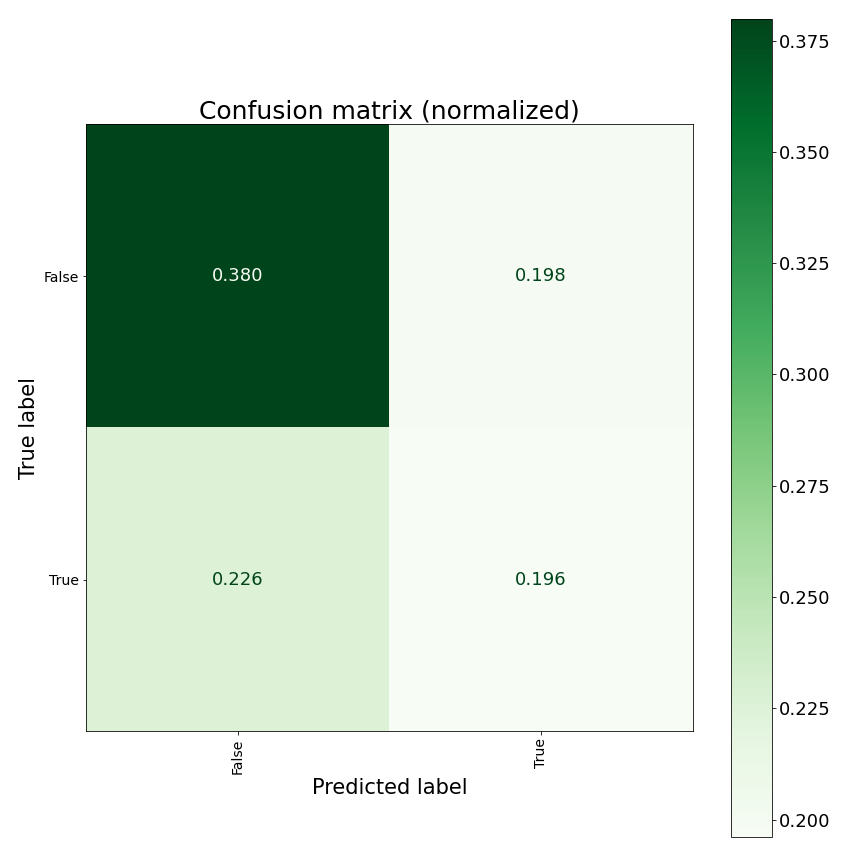 Confusion matrix (normalized)
True label
False
True
0.380
0.198
0.226
0.196
False
True
Predicted label
0.375
0.350
0.325
0.300
0.275
0.250
0.225
0.200